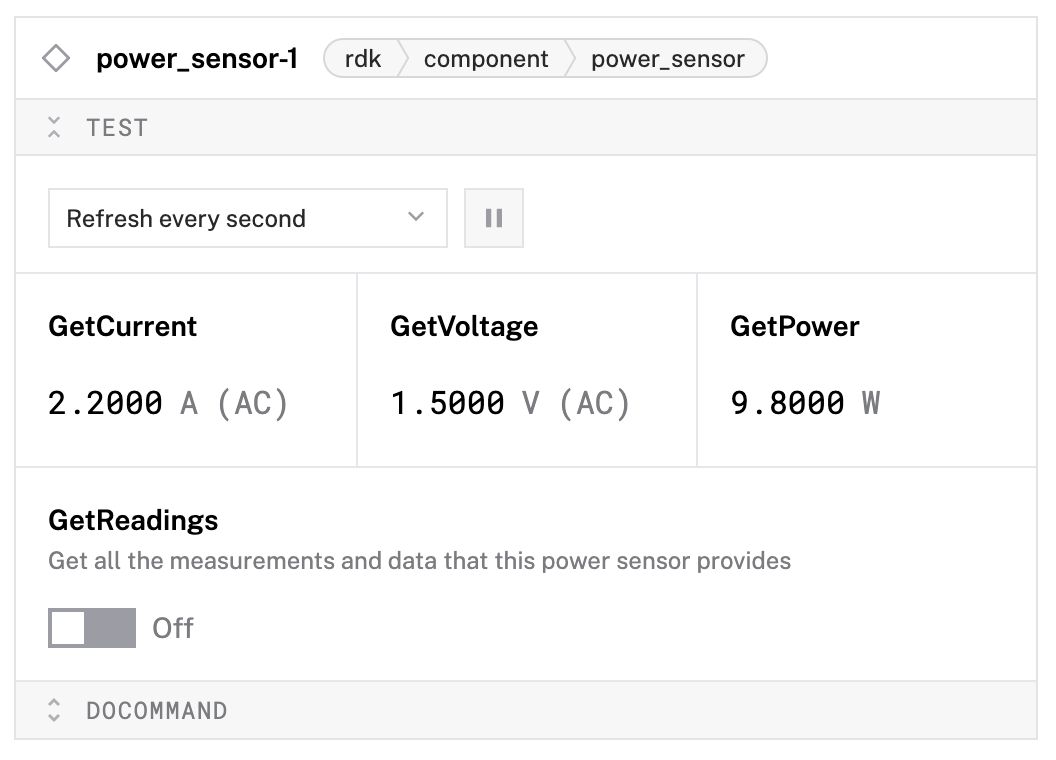 power_sensor-1 rdk component power_sensor
TEST
Refresh every second
GetCurrent GetVoltage GetPower
2.2000 A (AC) 1.5000 V (AC) 9.8000 W
GetReadings
Get all the measurements and data that this power sensor provides
Off
DOCOMMAND